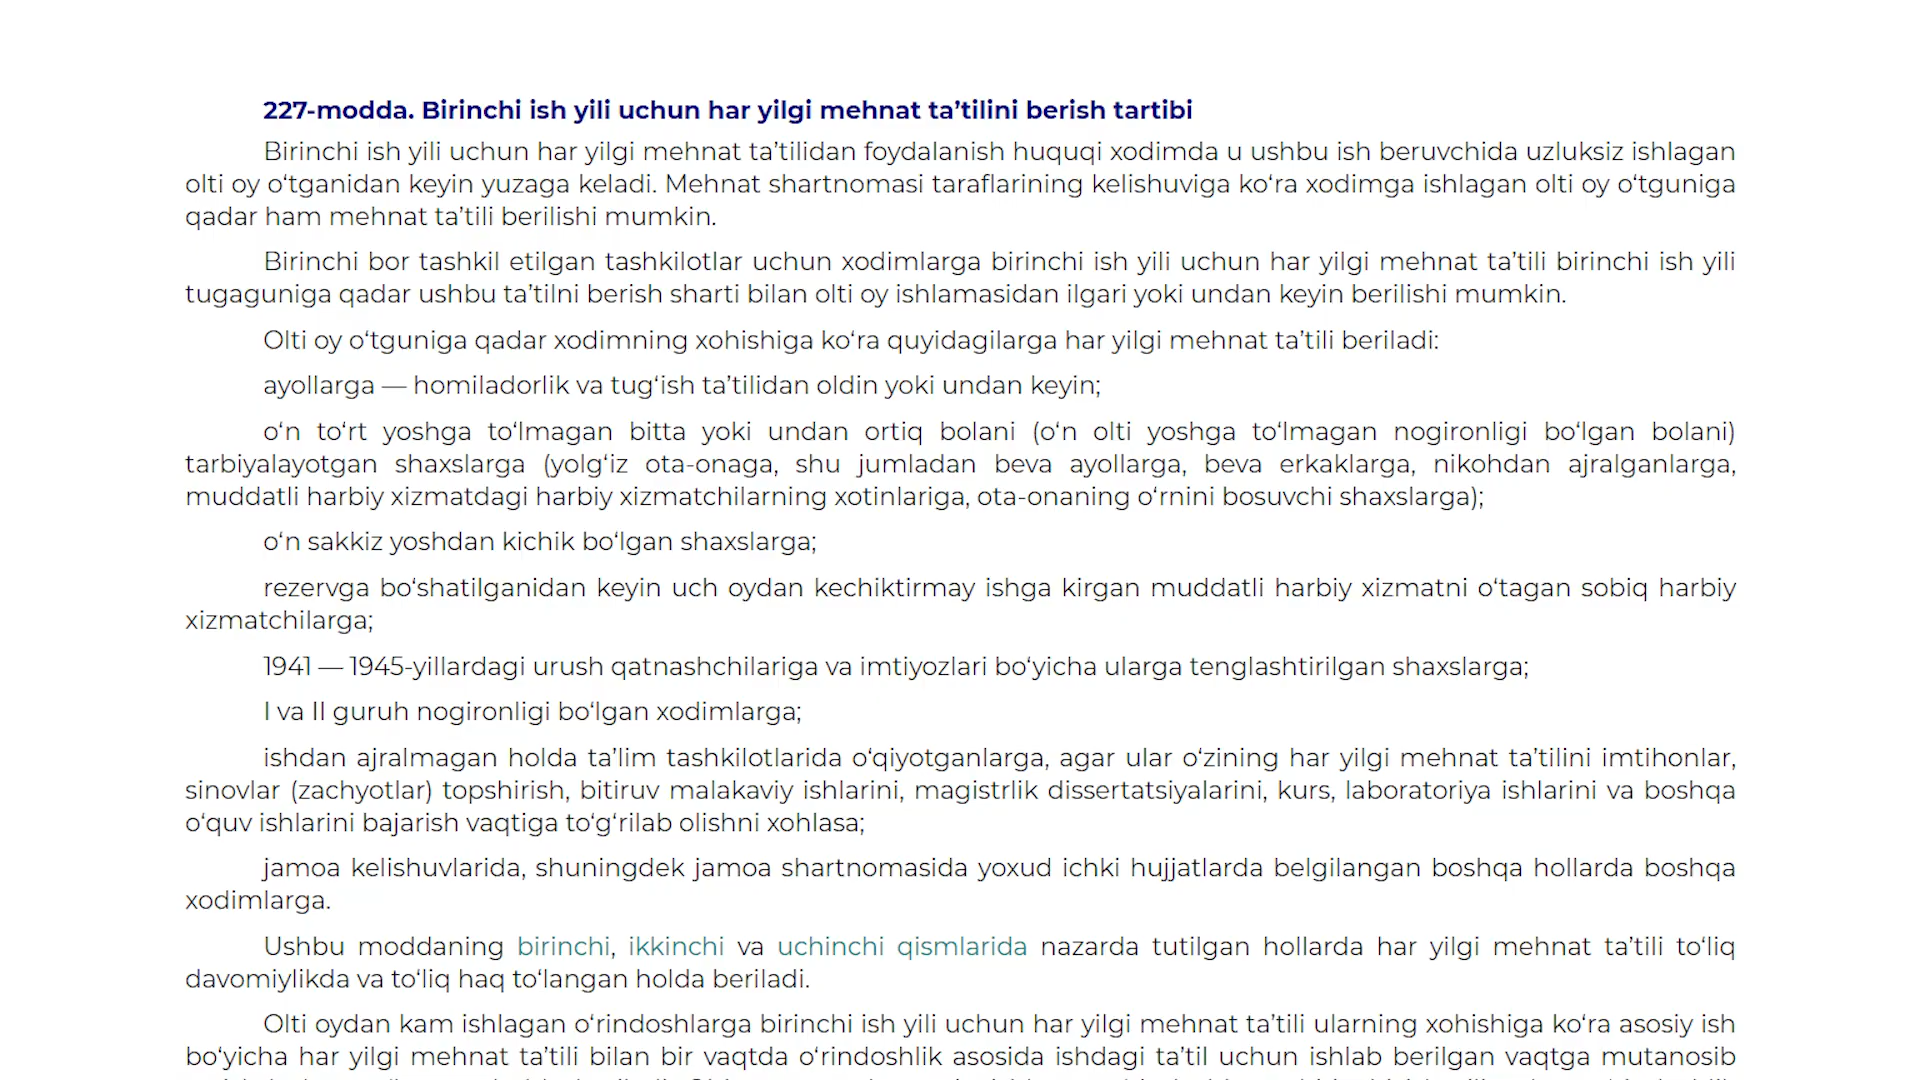 227-modda. Birinchi ish yili uchun har yilgi mehnat ta’tilini berish tartibi
Birinchi ish yili uchun har yilgi mehnat ta’tilidan foydalanish huquqi xodimda u ushbu ish beruvchida uzluksiz ishlagan
olti oy o‘tganidan keyin yuzaga keladi. Mehnat shartnomasi taraflarining kelishuviga ko‘ra xodimga ishlagan olti oy o‘tguniga
qadar ham mehnat ta’tili berilishi mumkin.
Birinchi bor tashkil etilgan tashkilotlar uchun xodimlarga birinchi ish yili uchun har yilgi mehnat ta’tili birinchi ish yili
tugaguniga qadar ushbu ta’tilni berish sharti bilan olti oy ishlamasidan ilgari yoki undan keyin berilishi mumkin.
Olti oy o‘tguniga qadar xodimning xohishiga ko‘ra quyidagilarga har yilgi mehnat ta’tili beriladi:
ayollarga — homiladorlik va tug‘ish ta’tilidan oldin yoki undan keyin;
o‘n to‘rt yoshga to‘lmagan bitta yoki undan ortiq bolani (o‘n olti yoshga to‘lmagan nogironligi bo‘lgan bolani)
tarbiyalayotgan shaxslarga (yolg‘iz ota-onaga, shu jumladan beva ayollarga, beva erkaklarga, nikohdan ajralganlarga,
muddatli harbiy xizmatdagi harbiy xizmatchilarning xotinlariga, ota-onaning o‘rnini bosuvchi shaxslarga);
o‘n sakkiz yoshdan kichik bo‘lgan shaxslarga;
rezervga bo‘shatilganidan keyin uch oydan kechiktirmay ishga kirgan muddatli harbiy xizmatni o‘tagan sobiq harbiy
xizmatchilarga;
1941 — 1945-yillardagi urush qatnashchilariga va imtiyozlari bo‘yicha ularga tenglashtirilgan shaxslarga;
I va II guruh nogironligi bo‘lgan xodimlarga;
ishdan ajralmagan holda ta’lim tashkilotlarida o‘qiyotganlarga, agar ular o‘zining har yilgi mehnat ta’tilini imtihonlar,
sinovlar (zachyotlar) topshirish, bitiruv malakaviy ishlarini, magistrlik dissertatsiyalarini, kurs, laboratoriya ishlarini va boshqa
o‘quv ishlarini bajarish vaqtiga to‘g‘rilab olishni xohlasa;
jamoa kelishuvlarida, shuningdek jamoa shartnomasida yoxud ichki hujjatlarda belgilangan boshqa hollarda boshqa
xodimlarga.
Ushbu moddaning birinchi, ikkinchi va uchinchi qismlarida nazarda tutilgan hollarda har yilgi mehnat ta’tili to‘liq
davomiylikda va to‘liq haq to‘langan holda beriladi.
Olti oydan kam ishlagan o‘rindoshlarga birinchi ish yili uchun har yilgi mehnat ta’tili ularning xohishiga ko‘ra asosiy ish
bo‘yicha har yilgi mehnat ta’tili bilan bir vaqtda o‘rindoshlik asosida ishdagi ta’til uchun ishlab berilgan vaqtga mutanosib